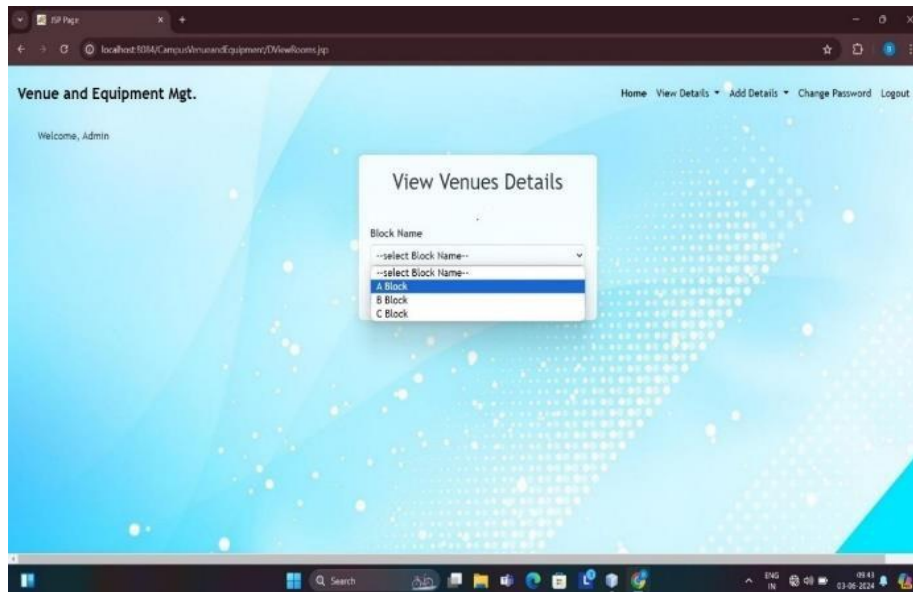 JSP Page
localhost:8084/CampusVenueandEquipment/DViewRooms.jsp
Venue and Equipment Mgt.
Home View Details Add Details Change Password Logout
Welcome, Admin
View Venues Details
Block Name
--select Block Name--
--select Block Name--
A Block
B Block
C Block
Search
ENG
IN
09:43
03-06-2024